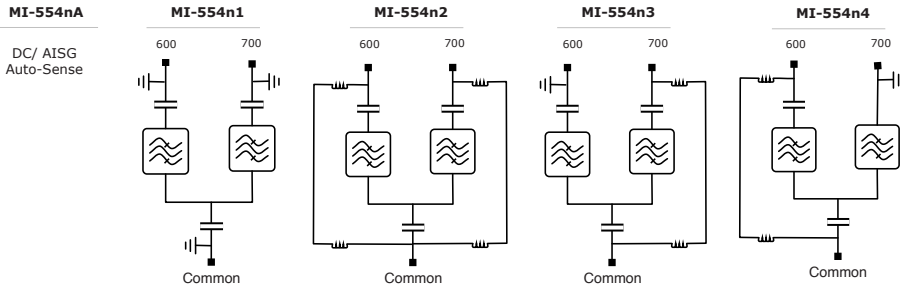 MI-554nA
MI-554n1
MI-554n2
MI-554n3
MI-554n4
DC/ AISG
Auto-Sense
600
700
600
700
600
700
600
700
Common
Common
Common
Common